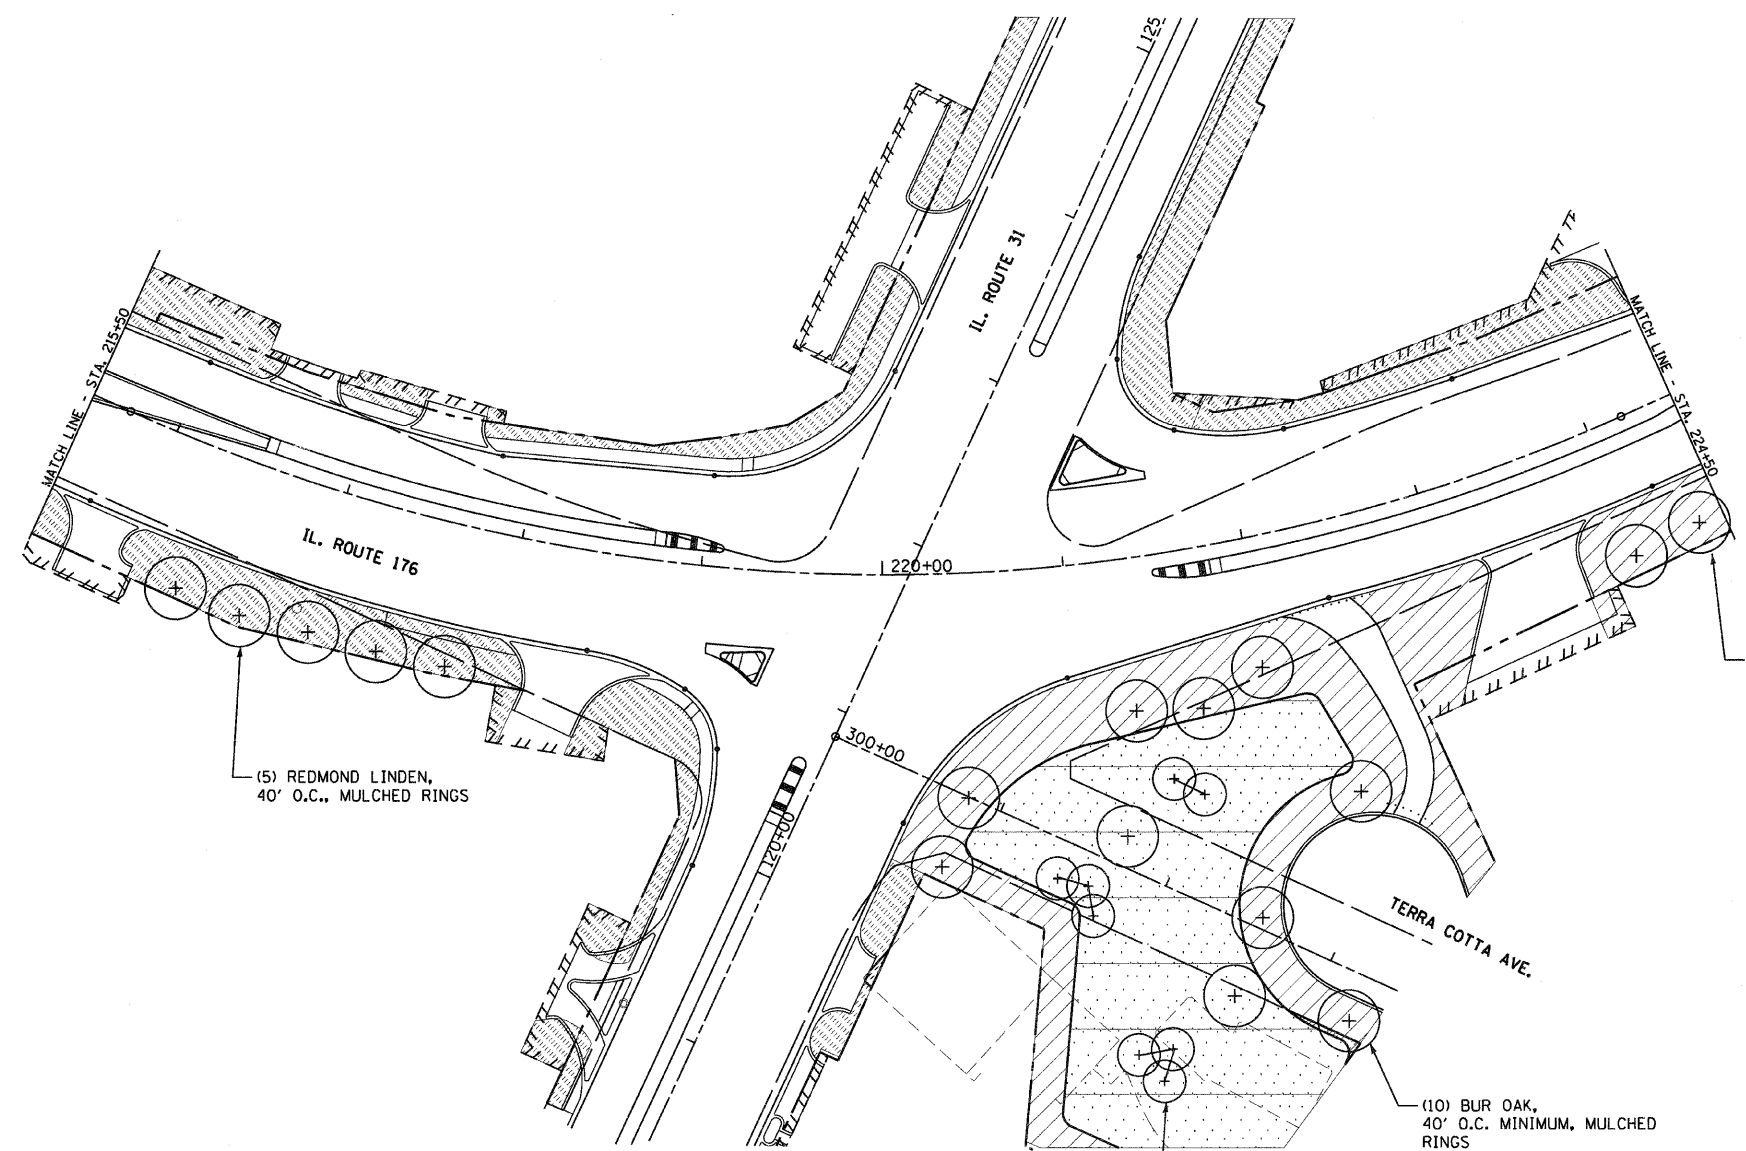 125
IL. ROUTE 31
MATCH LINE - STA. 215+50
MATCH LINE - STA. 224+50
IL. ROUTE 176
220+00
300+00
(5) REDMOND LINDEN,
40' O.C., MULCHED RINGS
120+00
TERRA COTTA AVE.
(10) BUR OAK,
40' O.C. MINIMUM, MULCHED
RINGS